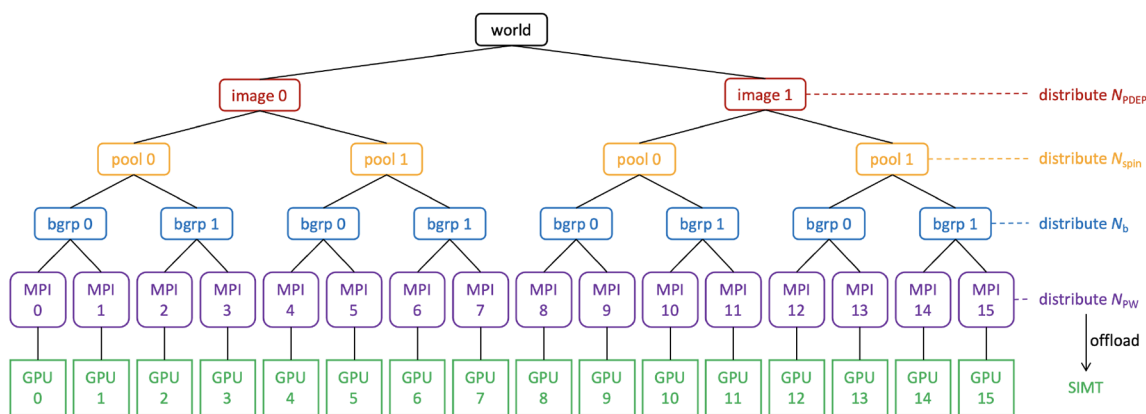 world
image 0
image 1
distribute N_PDEP
pool 0
pool 1
pool 0
pool 1
distribute N_spin
bgrp 0
bgrp 1
bgrp 0
bgrp 1
bgrp 0
bgrp 1
bgrp 0
bgrp 1
distribute N_b
MPI
0
MPI
1
MPI
2
MPI
3
MPI
4
MPI
5
MPI
6
MPI
7
MPI
8
MPI
9
MPI
10
MPI
11
MPI
12
MPI
13
MPI
14
MPI
15
distribute N_PW
offload
GPU
0
GPU
1
GPU
2
GPU
3
GPU
4
GPU
5
GPU
6
GPU
7
GPU
8
GPU
9
GPU
10
GPU
11
GPU
12
GPU
13
GPU
14
GPU
15
SIMT